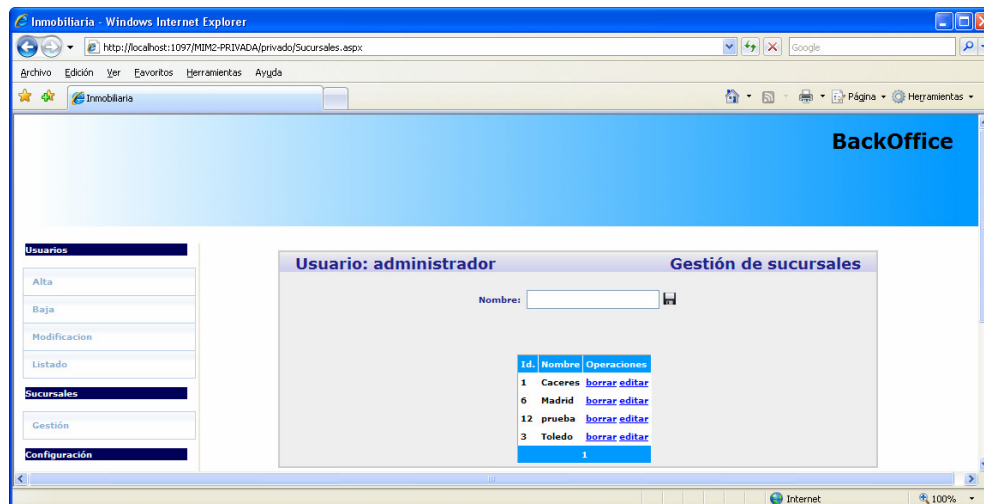 Inmobiliaria - Windows Internet Explorer
http://localhost:1097/MIM2-PRIVADA/privado/Sucursales.aspx
Google
Archivo Edición Ver Favoritos Herramientas Ayuda
Inmobiliaria
Página Herramientas
BackOffice
Usuarios
Alta
Baja
Modificacion
Listado
Sucursales
Gestión
Configuración
Usuario: administrador Gestión de sucursales
Nombre:
Id. Nombre Operaciones
1 Caceres borrar editar
6 Madrid borrar editar
12 prueba borrar editar
3 Toledo borrar editar
1
Internet 100%